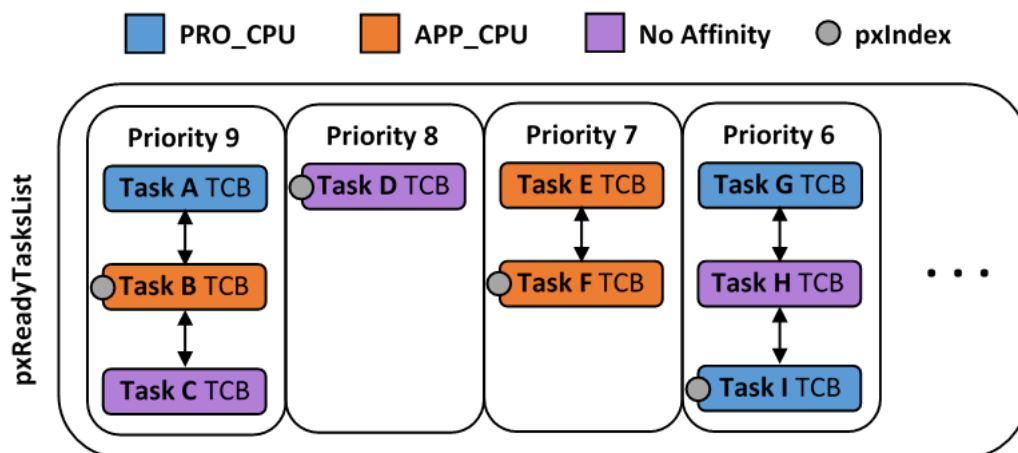 PRO_CPU APP_CPU No Affinity pxIndex
pxReadyTasksList
Priority 9 Priority 8 Priority 7 Priority 6
Task A TCB Task D TCB Task E TCB Task G TCB
Task B TCB Task F TCB Task H TCB
...
Task C TCB Task I TCB